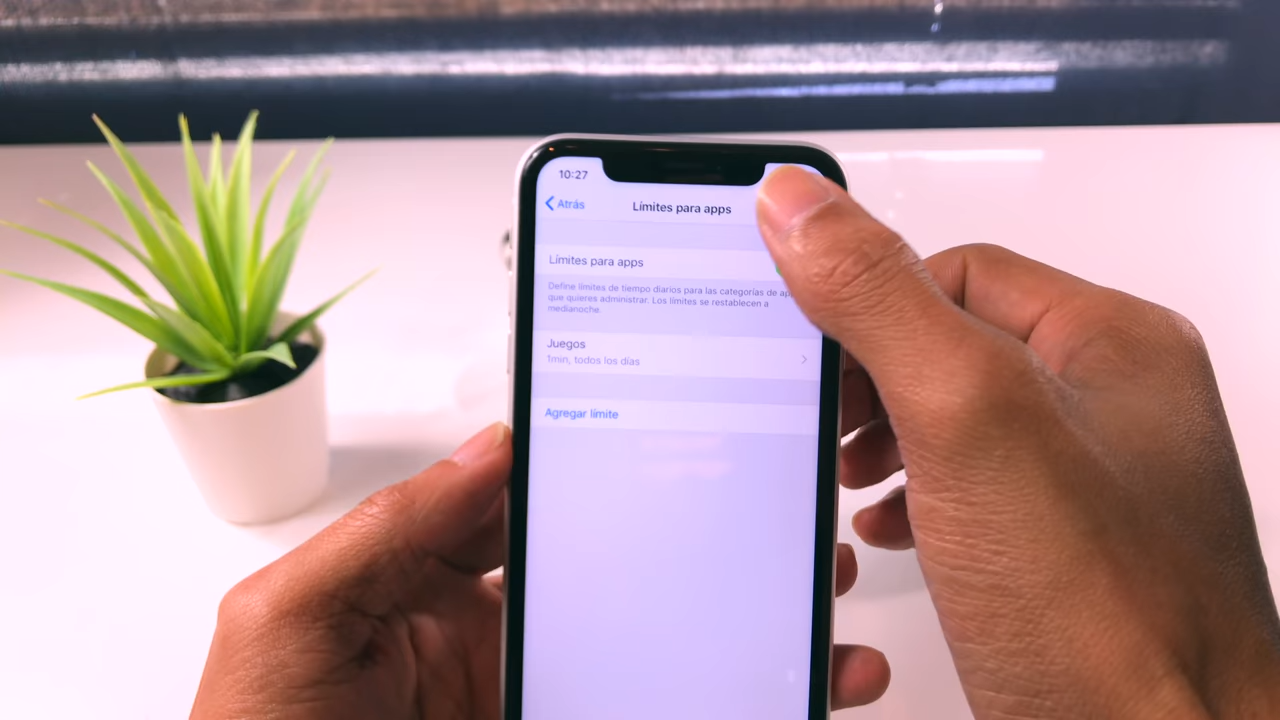 10:27
Atrás
Límites para apps
Límites para apps
Define límites de tiempo diarios para las categorías de
que quieres administrar. Los límites se restablecen a
medianoche
Juegos
1min, todos los días
Agregar límite